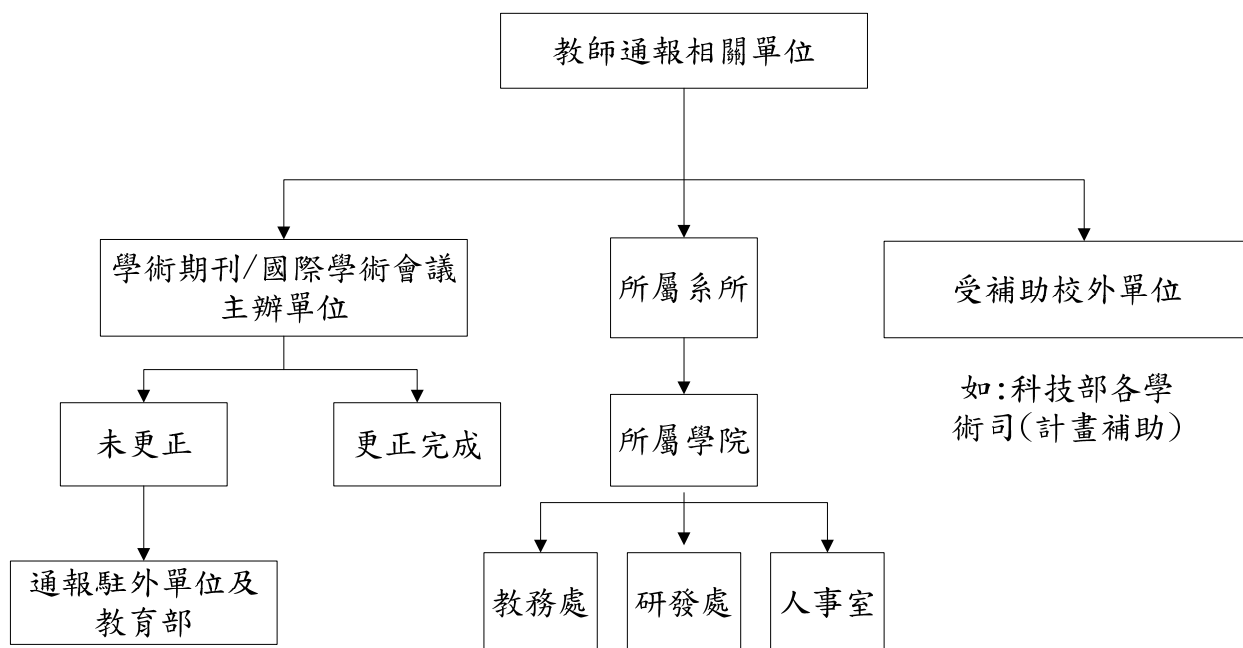 教師通報相關單位
學術期刊/國際學術會議
主辦單位
所屬系所
受補助校外單位
如:科技部各學
術司(計畫補助)
未更正
更正完成
所屬學院
通報駐外單位及
教育部
教務處
研發處
人事室